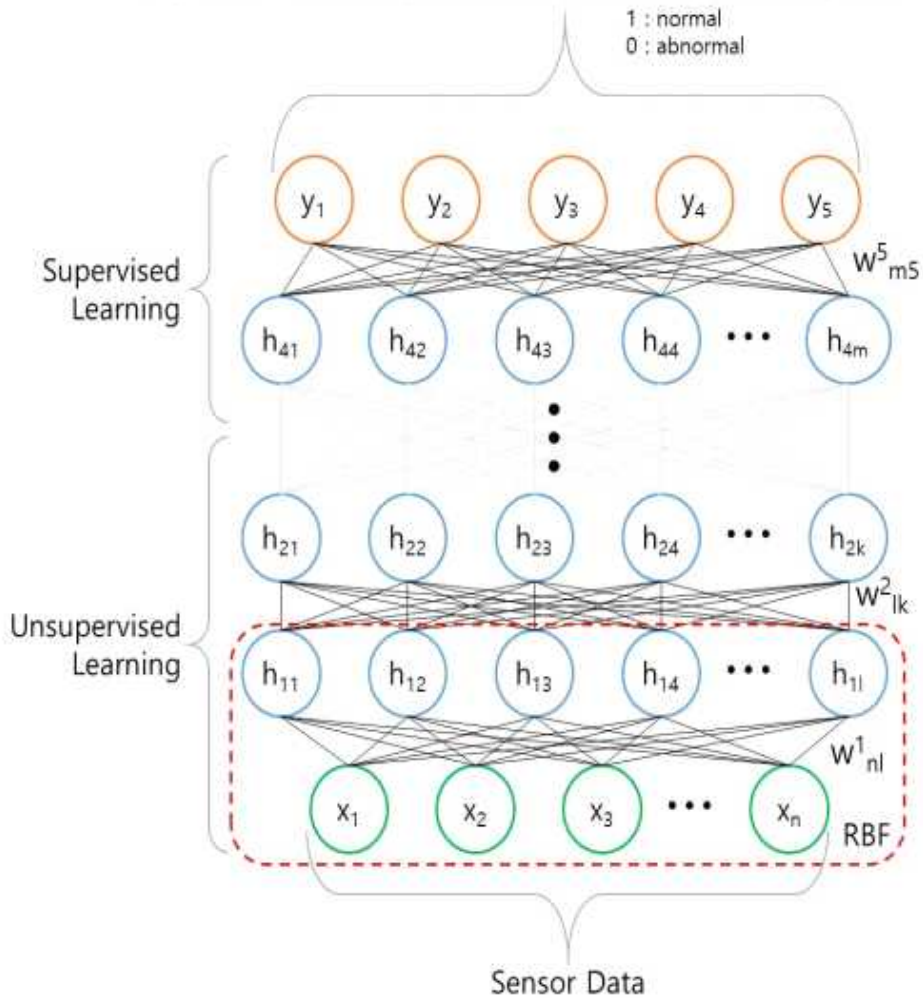 1 : normal
0 : abnormal
y1 y2 y3 y4 y5
w5m5
Supervised
Learning
h41 h42 h43 h44 ••• h4m
h21 h22 h23 h24 ••• h2k
w2lk
Unsupervised
Learning
h11 h12 h13 h14 ••• h1l
w1nl
x1 x2 x3 ••• xn
RBF
Sensor Data